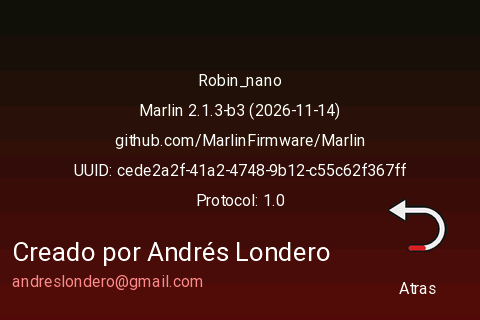 Robin_nano
Marlin 2.1.3-b3 (2026-11-14)
github.com/MarlinFirmware/Marlin
UUID: cede2a2f-41a2-4748-9b12-c55c62f367ff
Protocol: 1.0
Creado por Andrés Londero
andreslondero@gmail.com
Atras